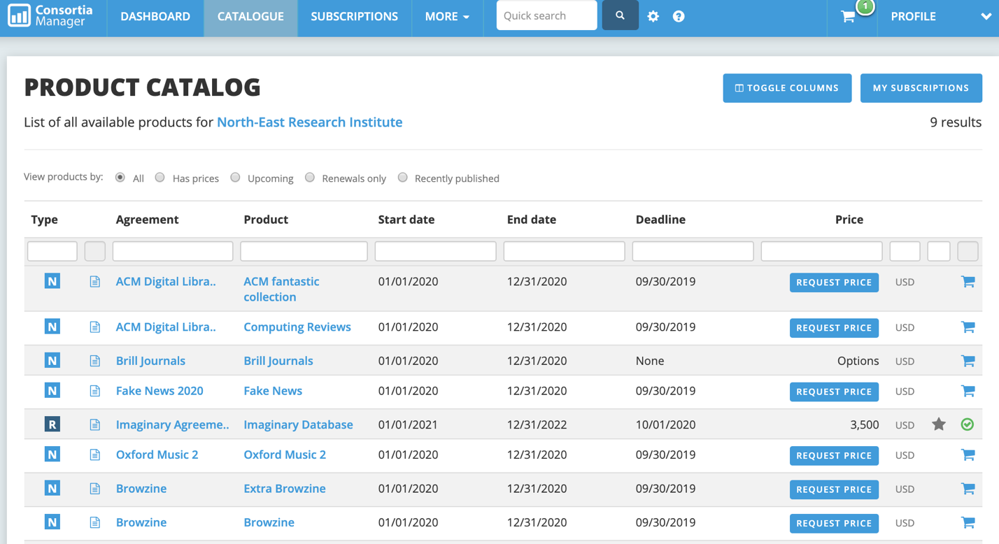 Consortia
Manager
DASHBOARD
CATALOGUE
SUBSCRIPTIONS
MORE
Quick search
1
PROFILE
PRODUCT CATALOG
TOGGLE COLUMNS
MY SUBSCRIPTIONS
List of all available products for North-East Research Institute
9 results
View products by: All Has prices Upcoming Renewals only Recently published
Type Agreement Product Start date End date Deadline Price
N ACM Digital Libra.. ACM fantastic collection 01/01/2020 12/31/2020 09/30/2019 REQUEST PRICE USD
N ACM Digital Libra.. Computing Reviews 01/01/2020 12/31/2020 09/30/2019 REQUEST PRICE USD
N Brill Journals Brill Journals 01/01/2020 12/31/2020 None Options USD
N Fake News 2020 Fake News 01/01/2020 12/31/2020 09/30/2019 REQUEST PRICE USD
R Imaginary Agreeme.. Imaginary Database 01/01/2021 12/31/2022 10/01/2020 3,500 USD
N Oxford Music 2 Oxford Music 2 01/01/2020 12/31/2020 09/30/2019 REQUEST PRICE USD
N Browzine Extra Browzine 01/01/2020 12/31/2020 09/30/2019 REQUEST PRICE USD
N Browzine Browzine 01/01/2020 12/31/2020 09/30/2019 REQUEST PRICE USD